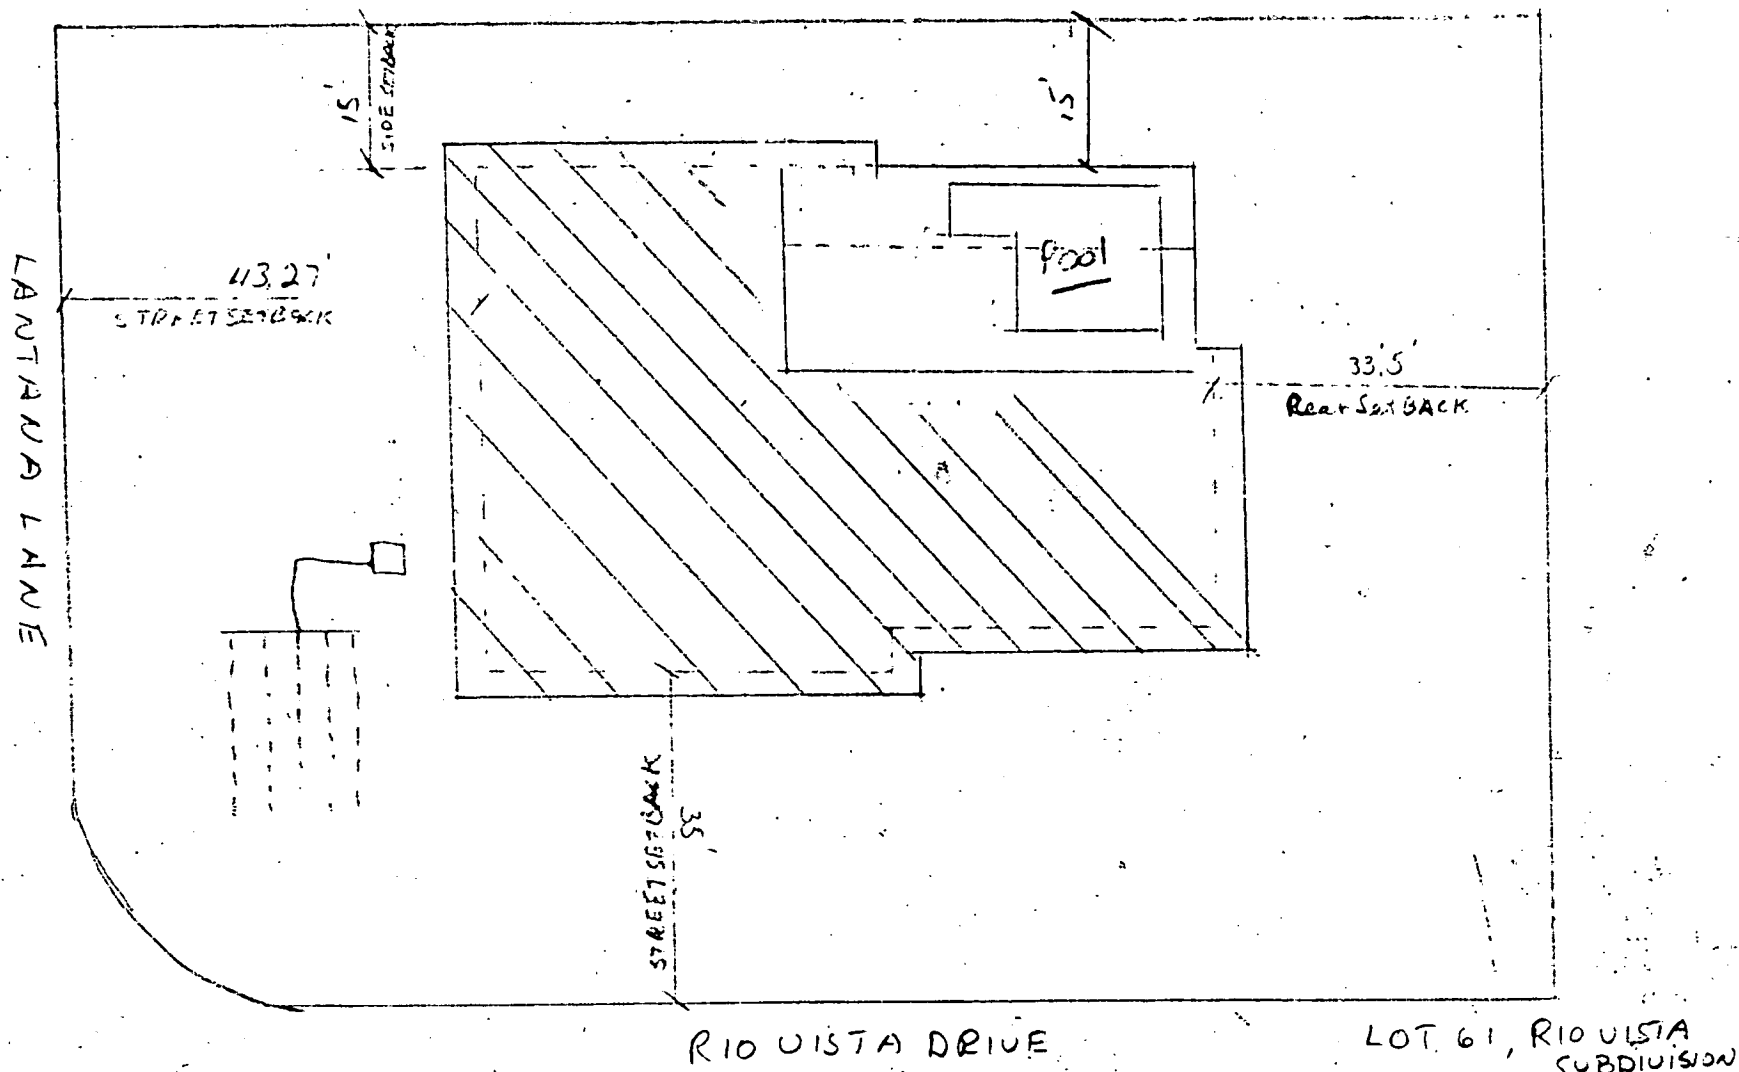 15'
SIDE SETBACK
15'
Pool
43.27'
STREET SETBACK
33.5'
Rear SetBACK
LANTANA LANE
STREET SETBACK
35'
RIO VISTA DRIVE
LOT 61, RIO VISTA
SUBDIVISION